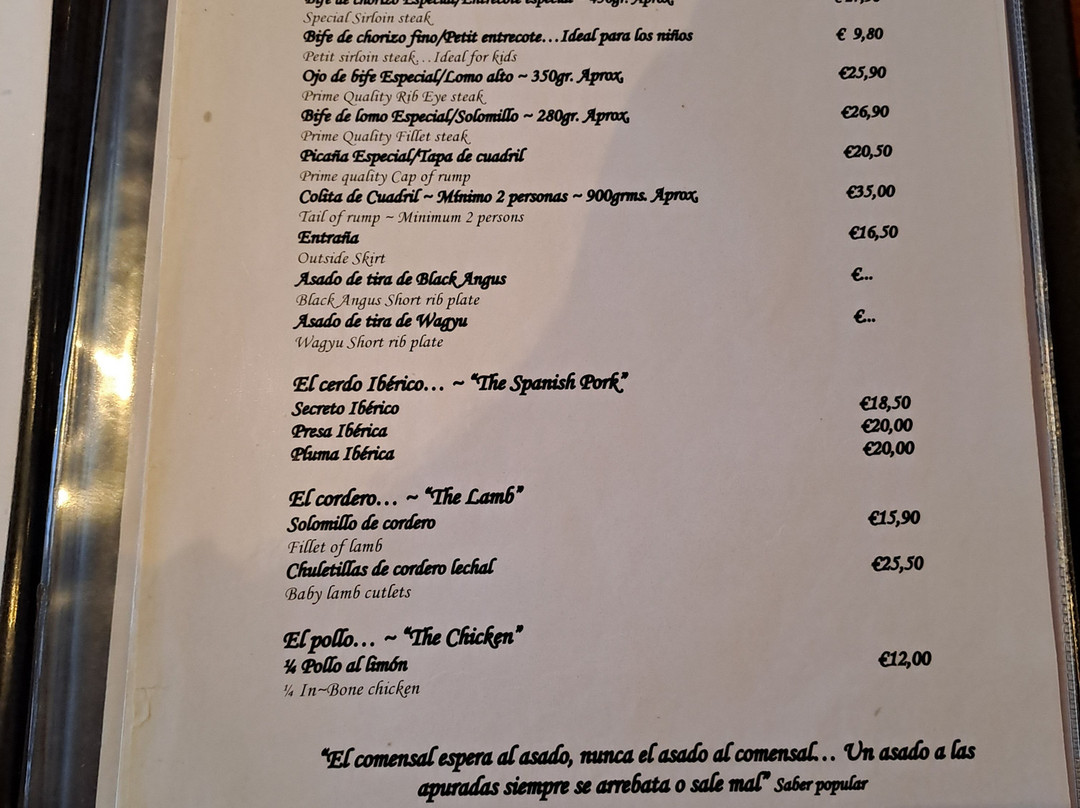 Bife de chorizo Especial/Entrecote especial ~ 450gr. Aprox.
Special Sirloin steak
Bife de chorizo fino/Petit entrecote...Ideal para los niños € 9,80
Petit sirloin steak...Ideal for kids
Ojo de bife Especial/Lomo alto ~ 350gr. Aprox. €25,90
Prime Quality Rib Eye steak
Bife de lomo Especial/Solomillo ~ 280gr. Aprox. €26,90
Prime Quality Fillet steak
Picaña Especial/Tapa de cuadril €20,50
Prime quality Cap of rump
Colita de Cuadril ~ Mínimo 2 personas ~ 900grms. Aprox. €35,00
Tail of rump ~ Minimum 2 persons
Entraña €16,50
Outside Skirt
Asado de tira de Black Angus €...
Black Angus Short rib plate
Asado de tira de Wagyu €...
Wagyu Short rib plate
El cerdo Ibérico... ~ "The Spanish Pork"
Secreto Ibérico €18,50
Presa Ibérica €20,00
Pluma Ibérica €20,00
El cordero... ~ "The Lamb"
Solomillo de cordero €15,90
Fillet of lamb
Chuletillas de cordero lechal €25,50
Baby lamb cutlets
El pollo... ~ "The Chicken"
¼ Pollo al limón €12,00
¼ In~Bone chicken
"El comensal espera al asado, nunca el asado al comensal... Un asado a las
apuradas siempre se arrebata o sale mal" Saber popular